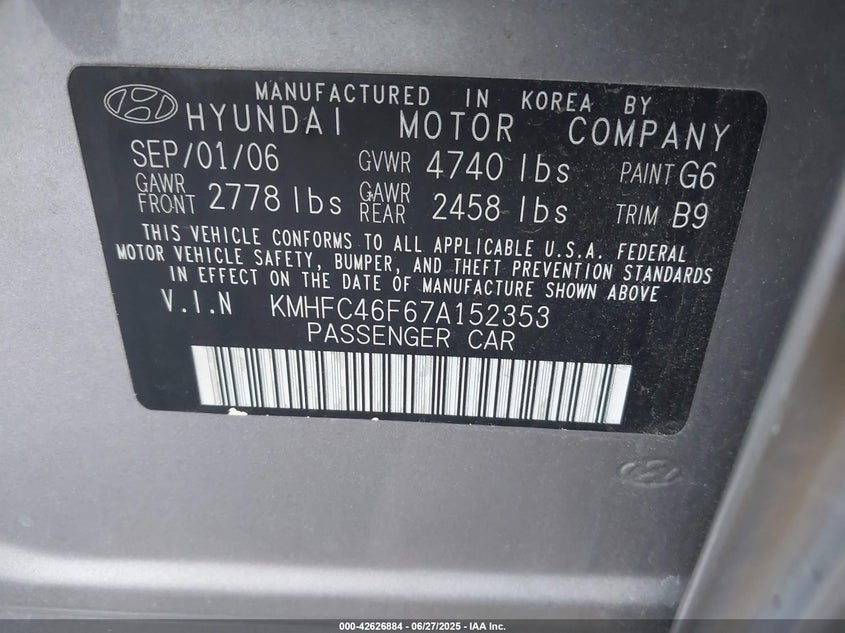 MANUFACTURED IN KOREA BY
HYUNDAI MOTOR COMPANY
SEP/01/06 GVWR 4740 lbs PAINT G6
GAWR FRONT 2778 lbs GAWR REAR 2458 lbs TRIM B9
THIS VEHICLE CONFORMS TO ALL APPLICABLE U.S.A. FEDERAL
MOTOR VEHICLE SAFETY, BUMPER, AND THEFT PREVENTION STANDARDS
IN EFFECT ON THE DATE OF MANUFACTURE SHOWN ABOVE
V.I.N KMHFC46F67A152353
PASSENGER CAR
000-42626884 | 06/27/2025 - IAA Inc.